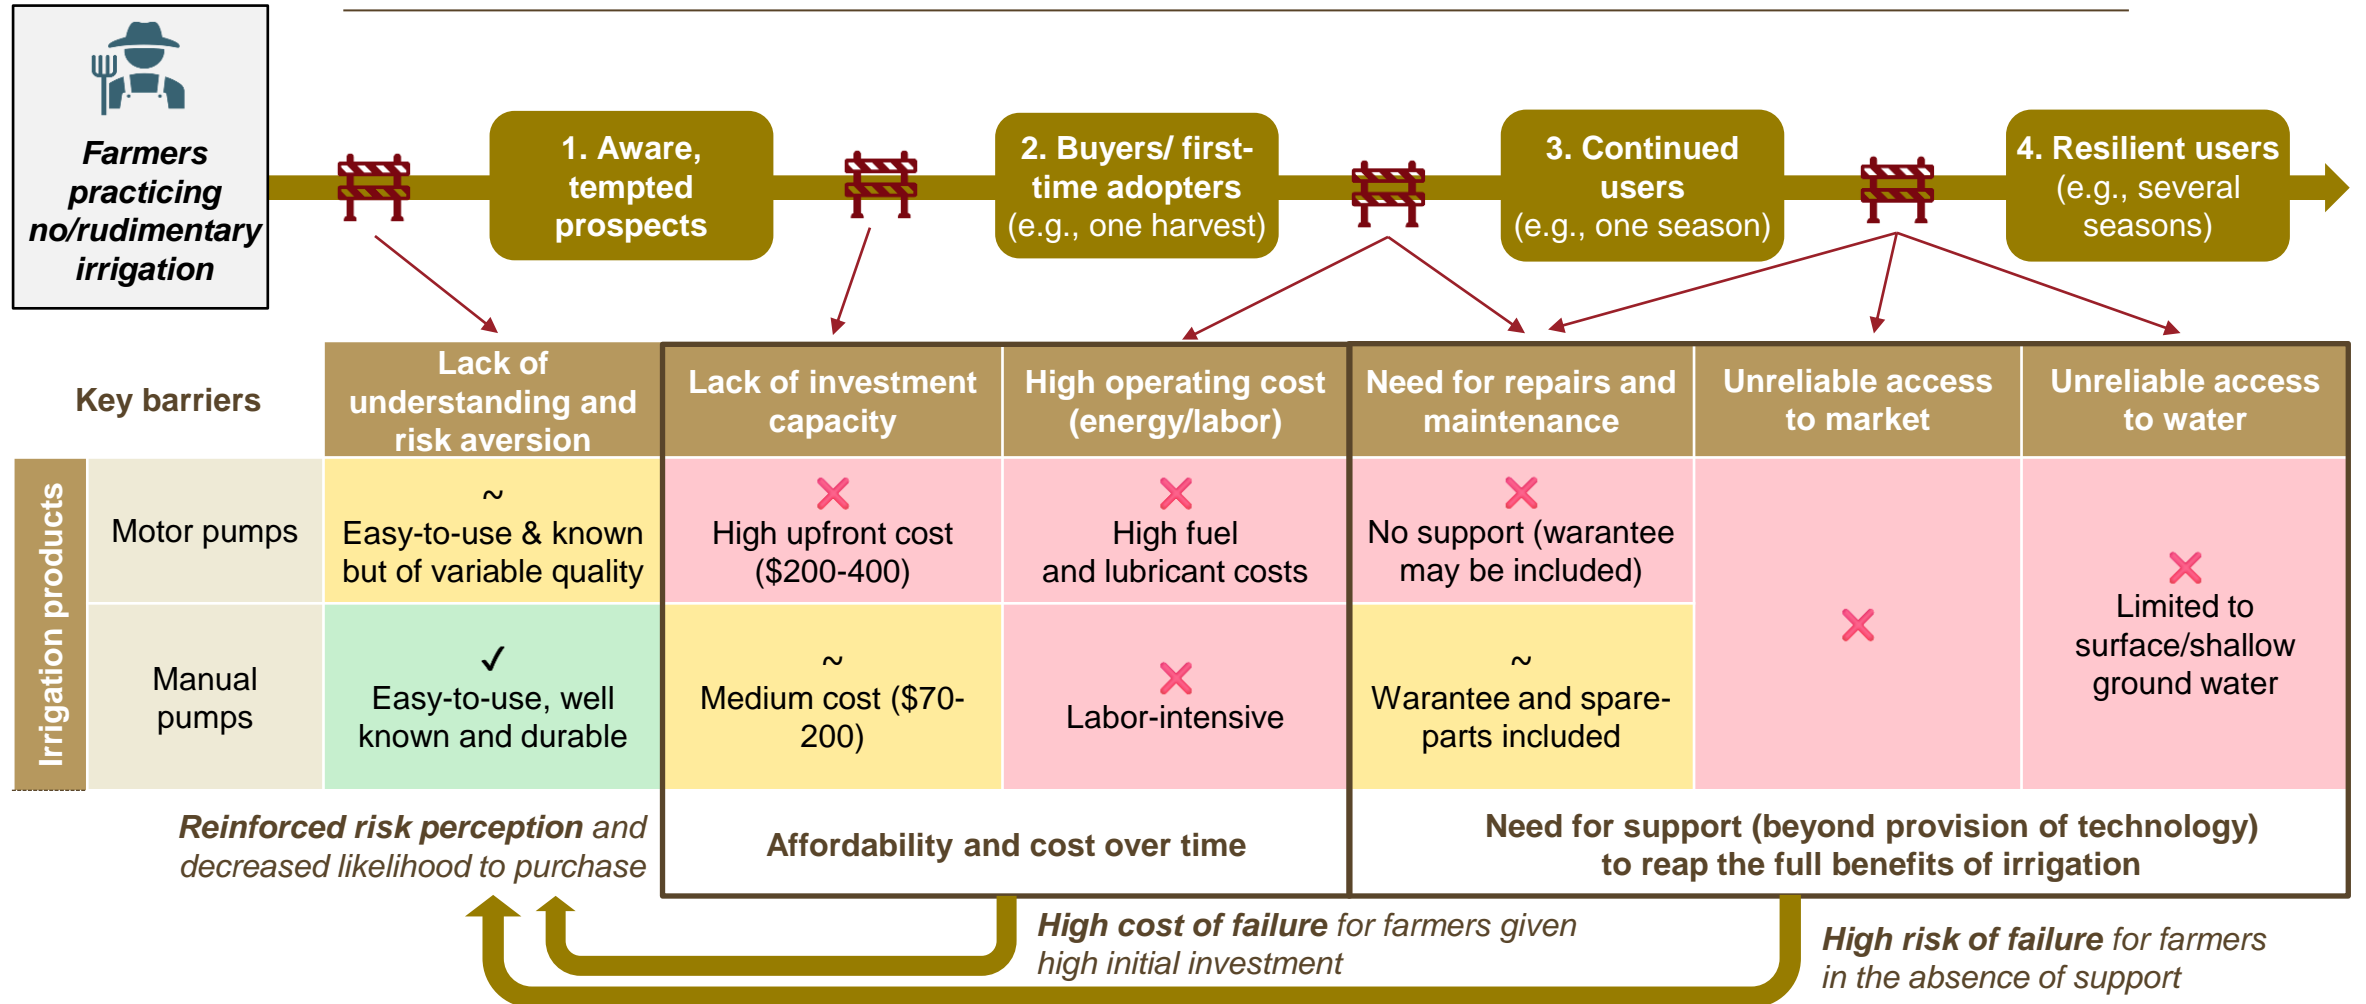 Farmers
practicing
no/rudimentary
irrigation
1. Aware,
tempted
prospects
2. Buyers/ first-
time adopters
(e.g., one harvest)
3. Continued
users
(e.g., one season)
4. Resilient users
(e.g., several
seasons)
Key barriers
Lack of
understanding and
risk aversion
Lack of investment
capacity
High operating cost
(energy/labor)
Need for repairs and
maintenance
Unreliable access
to market
Unreliable access
to water
Irrigation products
Motor pumps
~
Easy-to-use & known
but of variable quality
❌
High upfront cost
($200-400)
❌
High fuel
and lubricant costs
❌
No support (warantee
may be included)
❌
❌
Limited to
surface/shallow
ground water
Manual
pumps
✓
Easy-to-use, well
known and durable
~
Medium cost ($70-
200)
❌
Labor-intensive
~
Warantee and spare-
parts included
Reinforced risk perception and
decreased likelihood to purchase
Affordability and cost over time
Need for support (beyond provision of technology)
to reap the full benefits of irrigation
High cost of failure for farmers given
high initial investment
High risk of failure for farmers
in the absence of support